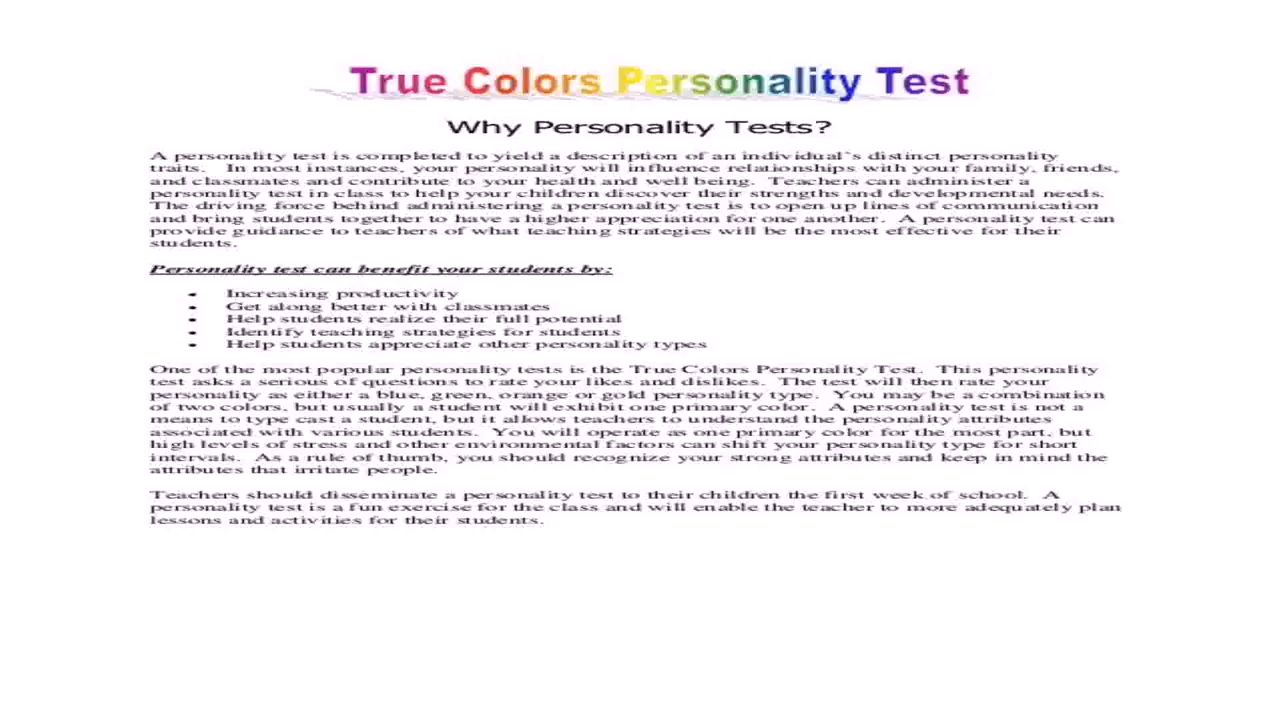 True Colors Personality Test
Why Personality Tests?
A personality test is completed to yield a description of an individual's distinct personality
traits. In most instances, your personality will influence relationships with your family, friends,
and classmates and contribute to your health and well being. Teachers can administer a
personality test in class to help your children discover their strengths and developmental needs.
The driving force behind administering a personality test is to open up lines of communication
and bring students together to have a higher appreciation for one another. A personality test can
provide guidance to teachers of what teaching strategies will be the most effective for their
students.
Personality test can benefit your students by:
• Increasing productivity
• Get along better with classmates
• Help students realize their full potential
• Identify teaching strategies for students
• Help students appreciate other personality types
One of the most popular personality tests is the True Colors Personality Test. This personality
test asks a serious of questions to rate your likes and dislikes. The test will then rate your
personality as either a blue, green, orange or gold personality type. You may be a combination
of two colors, but usually a student will exhibit one primary color. A personality test is not a
means to type cast a student, but it allows teachers to understand the personality attributes
associated with various students. You will operate as one primary color for the most part, but
high levels of stress and other environmental factors can shift your personality type for short
intervals. As a rule of thumb, you should recognize your strong attributes and keep in mind the
attributes that irritate people.
Teachers should disseminate a personality test to their children the first week of school. A
personality test is a fun exercise for the class and will enable the teacher to more adequately plan
lessons and activities for their students.